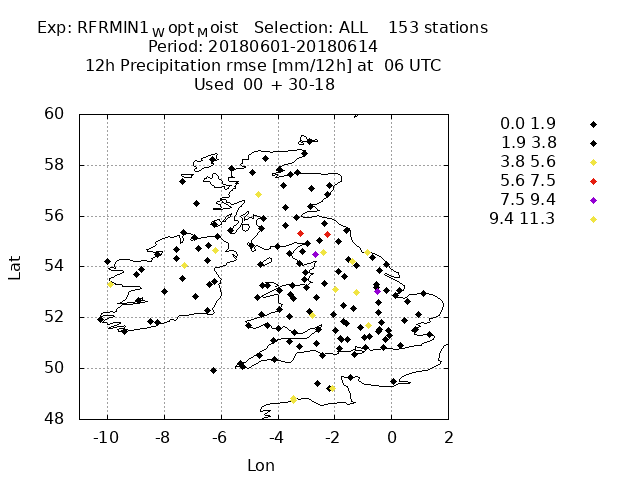 Exp: RFRMIN1WoptMoist Selection: ALL 153 stations
Period: 20180601-20180614
12h Precipitation rmse [mm/12h] at 06 UTC
Used 00 + 30-18
0.0 1.9
1.9 3.8
3.8 5.6
5.6 7.5
7.5 9.4
9.4 11.3
60
58
56
54
52
50
48
Lat
-10 -8 -6 -4 -2 0 2
Lon